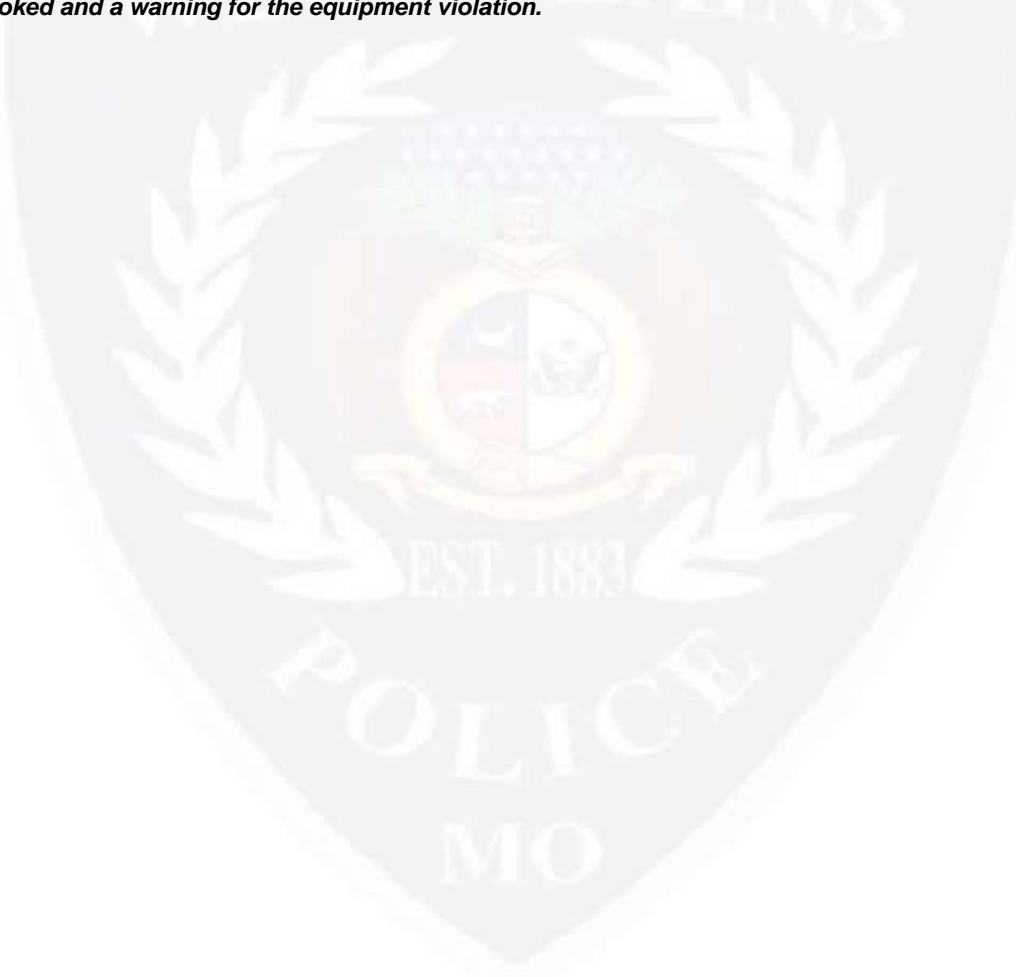 oked and a warning for the equipment violation.
EST. 1883
POLICE
MO